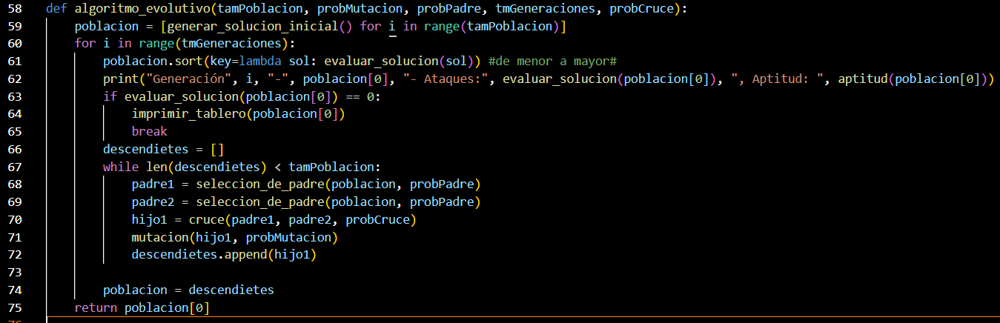 58 def algoritmo_evolutivo(tamPoblacion, probMutacion, probPadre, tmGeneraciones, probCruce):
59     poblacion = [generar_solucion_inicial() for i in range(tamPoblacion)]
60     for i in range(tmGeneraciones):
61         poblacion.sort(key=lambda sol: evaluar_solucion(sol)) #de menor a mayor#
62         print("Generación", i, "-", poblacion[0], "- Ataques:", evaluar_solucion(poblacion[0]), ", Aptitud: ", aptitud(poblacion[0]))
63         if evaluar_solucion(poblacion[0]) == 0:
64             imprimir_tablero(poblacion[0])
65             break
66         descendietes = []
67         while len(descendietes) < tamPoblacion:
68             padre1 = seleccion_de_padre(poblacion, probPadre)
69             padre2 = seleccion_de_padre(poblacion, probPadre)
70             hijo1 = cruce(padre1, padre2, probCruce)
71             mutacion(hijo1, probMutacion)
72             descendietes.append(hijo1)
73
74         poblacion = descendietes
75     return poblacion[0]